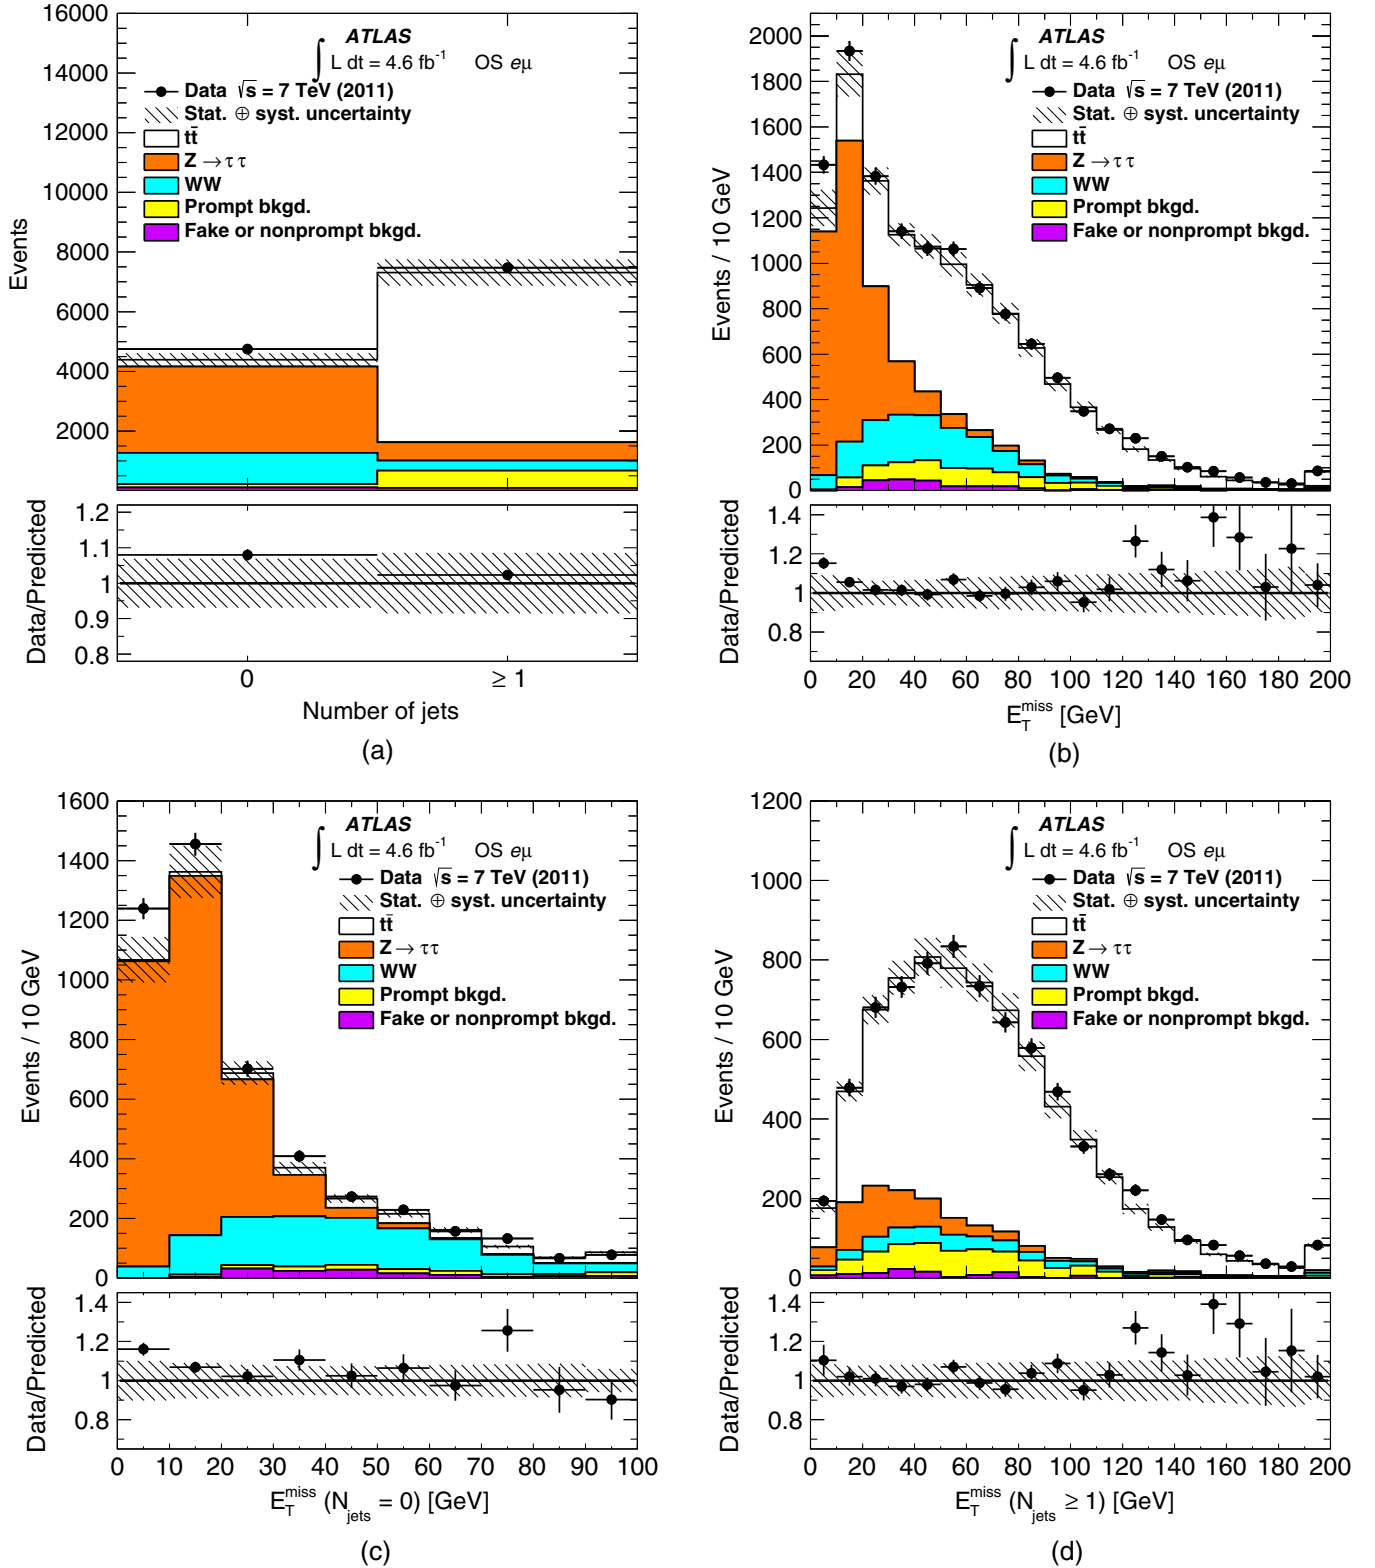 ATLAS
∫ L dt = 4.6 fb⁻¹ OS eμ
Data √s = 7 TeV (2011)
Stat. ⊕ syst. uncertainty
tt̄
Z → ττ
WW
Prompt bkgd.
Fake or nonprompt bkgd.
Events
16000
14000
12000
10000
8000
6000
4000
2000
Data/Predicted
1.2
1.1
1
0.9
0.8
0 ≥ 1
Number of jets
(a)
ATLAS
∫ L dt = 4.6 fb⁻¹ OS eμ
Data √s = 7 TeV (2011)
Stat. ⊕ syst. uncertainty
tt̄
Z → ττ
WW
Prompt bkgd.
Fake or nonprompt bkgd.
Events / 10 GeV
2000
1800
1600
1400
1200
1000
800
600
400
200
0
Data/Predicted
1.4
1.2
1
0.8
0 20 40 60 80 100 120 140 160 180 200
E_T^miss [GeV]
(b)
ATLAS
∫ L dt = 4.6 fb⁻¹ OS eμ
Data √s = 7 TeV (2011)
Stat. ⊕ syst. uncertainty
tt̄
Z → ττ
WW
Prompt bkgd.
Fake or nonprompt bkgd.
Events / 10 GeV
1600
1400
1200
1000
800
600
400
200
0
Data/Predicted
1.4
1.2
1
0.8
0 10 20 30 40 50 60 70 80 90 100
E_T^miss (N_jets = 0) [GeV]
(c)
ATLAS
∫ L dt = 4.6 fb⁻¹ OS eμ
Data √s = 7 TeV (2011)
Stat. ⊕ syst. uncertainty
tt̄
Z → ττ
WW
Prompt bkgd.
Fake or nonprompt bkgd.
Events / 10 GeV
1200
1000
800
600
400
200
0
Data/Predicted
1.4
1.2
1
0.8
0 20 40 60 80 100 120 140 160 180 200
E_T^miss (N_jets ≥ 1) [GeV]
(d)